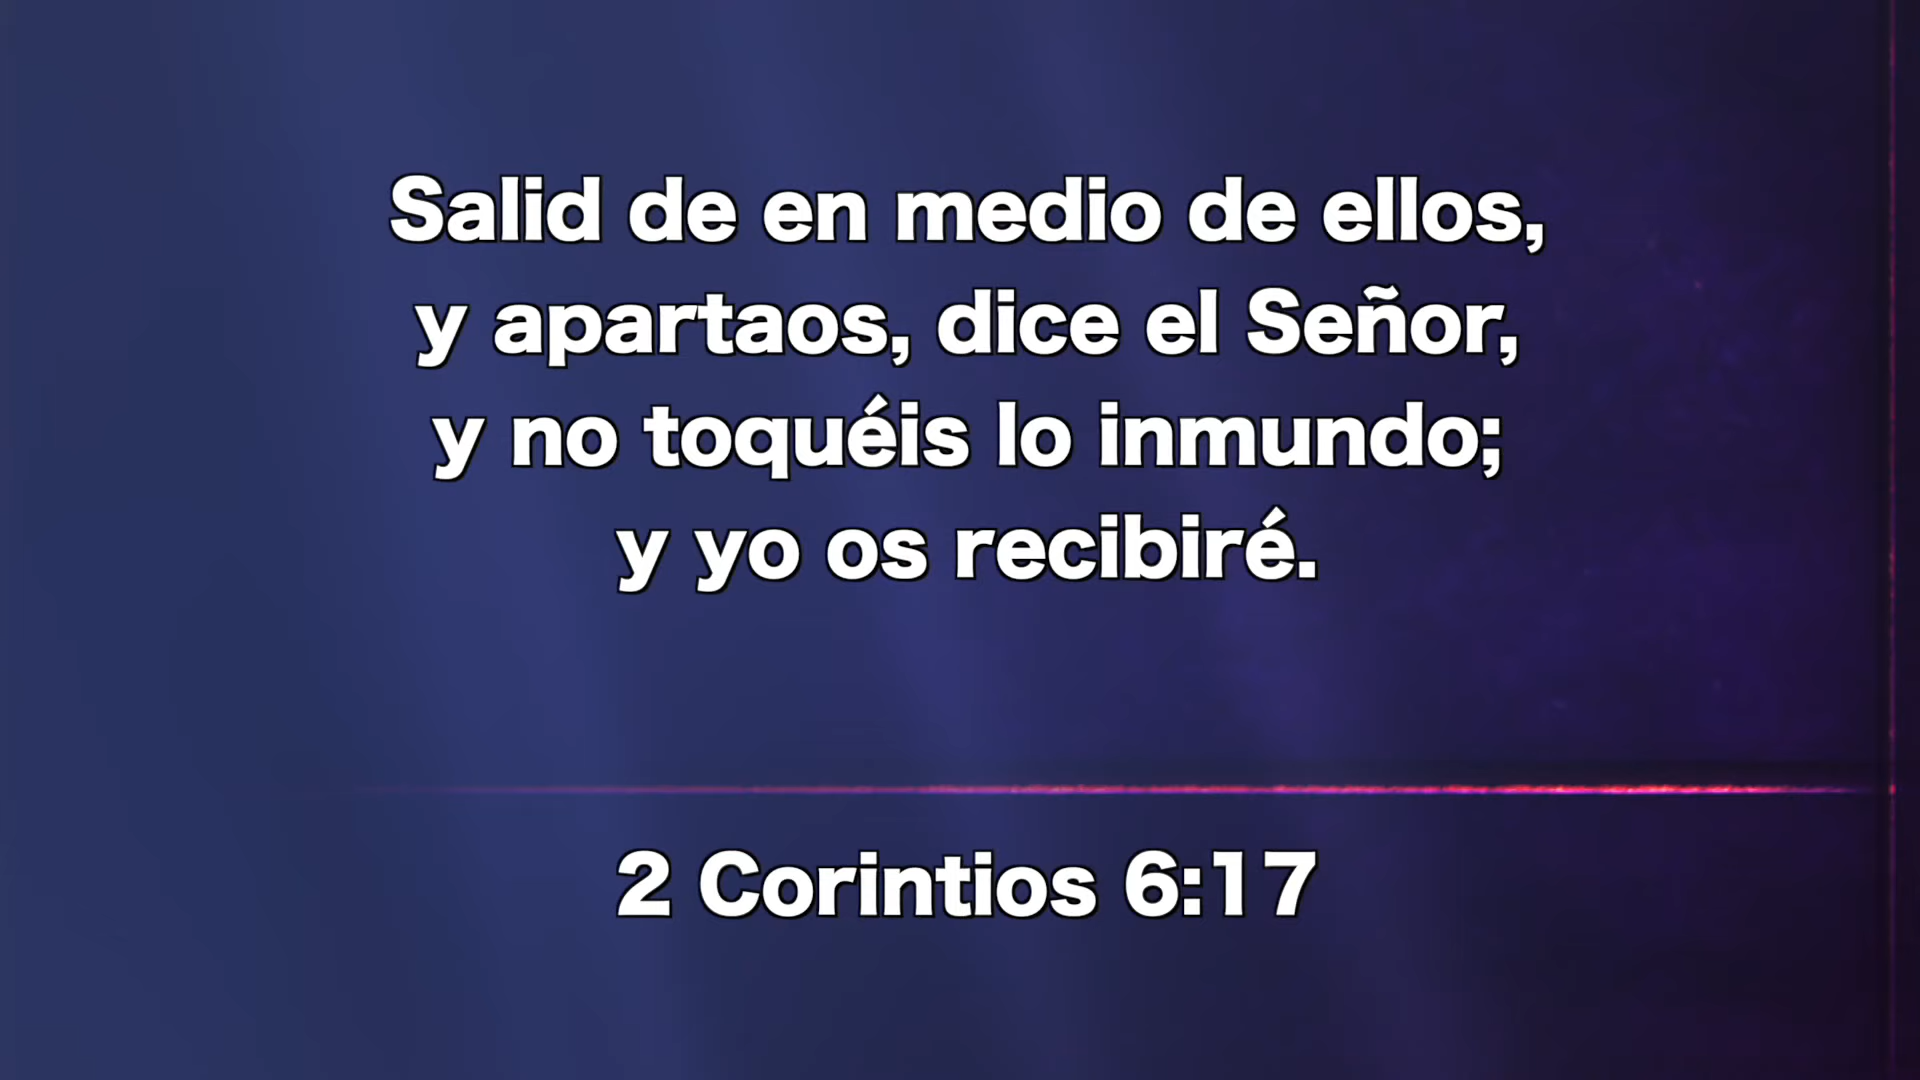 Salid de en medio de ellos,
y apartaos, dice el Señor,
y no toquéis lo inmundo;
y yo os recibiré.
2 Corintios 6:17